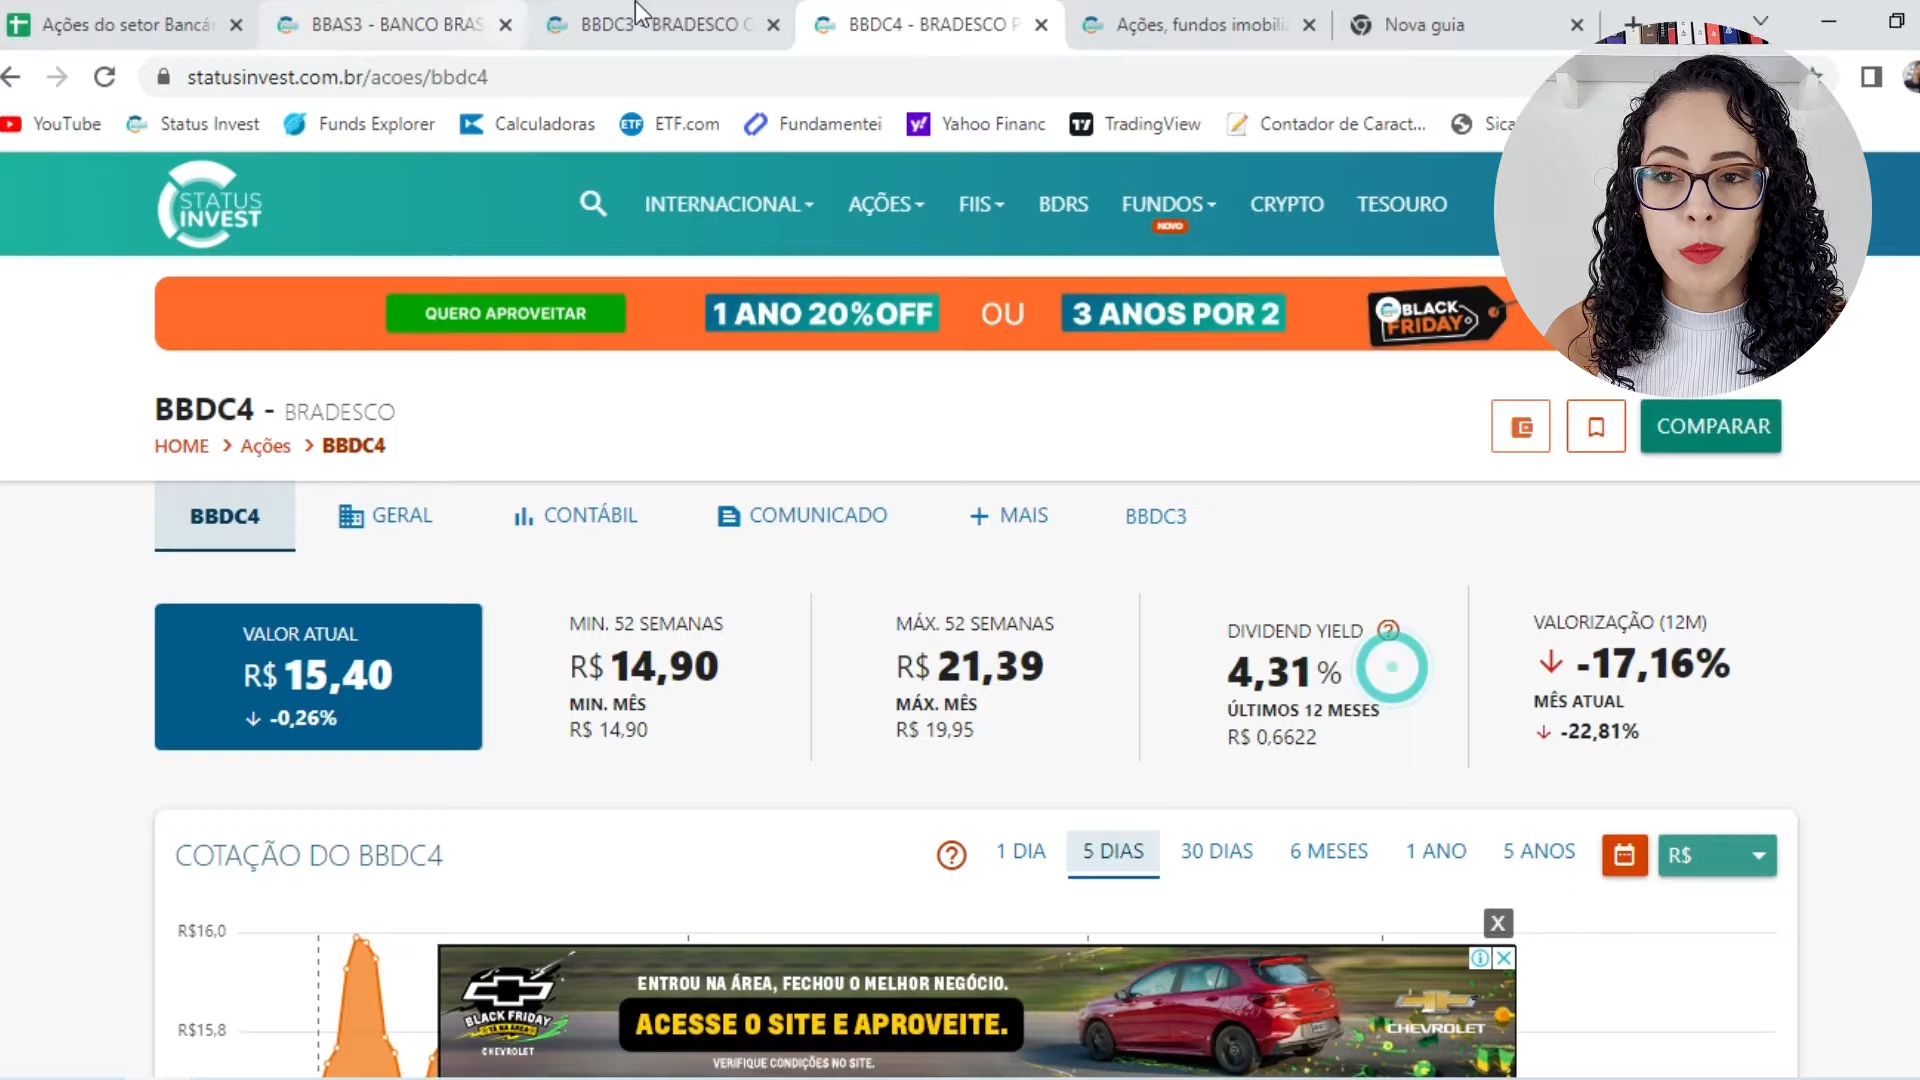 Ações do setor Bancá
BBAS3 - BANCO BRAS
BBDC3 - BRADESCO
BBDC4 - BRADESCO P
Ações, fundos imobili
Nova guia
statusinvest.com.br/acoes/bbdc4
YouTube
Status Invest
Funds Explorer
Calculadoras
ETF
ETF.com
Fundamentei
Yahoo Financ
TradingView
Contador de Caract...
Sica
STATUS
INVEST
INTERNACIONAL
AÇÕES
FIIS
BDRS
FUNDOS
NOVO
CRYPTO
TESOURO
QUERO APROVEITAR
1 ANO 20%OFF
OU
3 ANOS POR 2
BLACK
FRIDAY
BBDC4 - BRADESCO
HOME > Ações > BBDC4
COMPARAR
BBDC4
GERAL
CONTÁBIL
COMUNICADO
+ MAIS
BBDC3
VALOR ATUAL
R$ 15,40
-0,26%
MIN. 52 SEMANAS
R$ 14,90
MIN. MÊS
R$ 14,90
MÁX. 52 SEMANAS
R$ 21,39
MÁX. MÊS
R$ 19,95
DIVIDEND YIELD
4,31 %
ÚLTIMOS 12 MESES
R$ 0,6622
VALORIZAÇÃO (12M)
-17,16%
MÊS ATUAL
-22,81%
COTAÇÃO DO BBDC4
1 DIA
5 DIAS
30 DIAS
6 MESES
1 ANO
5 ANOS
R$
R$16,0
R$15,8
X
BLACK FRIDAY
TÁ NA ÁREA
CHEVROLET
ENTROU NA ÁREA, FECHOU O MELHOR NEGÓCIO.
ACESSE O SITE E APROVEITE.
VERIFIQUE CONDIÇÕES NO SITE.
CHEVROLET